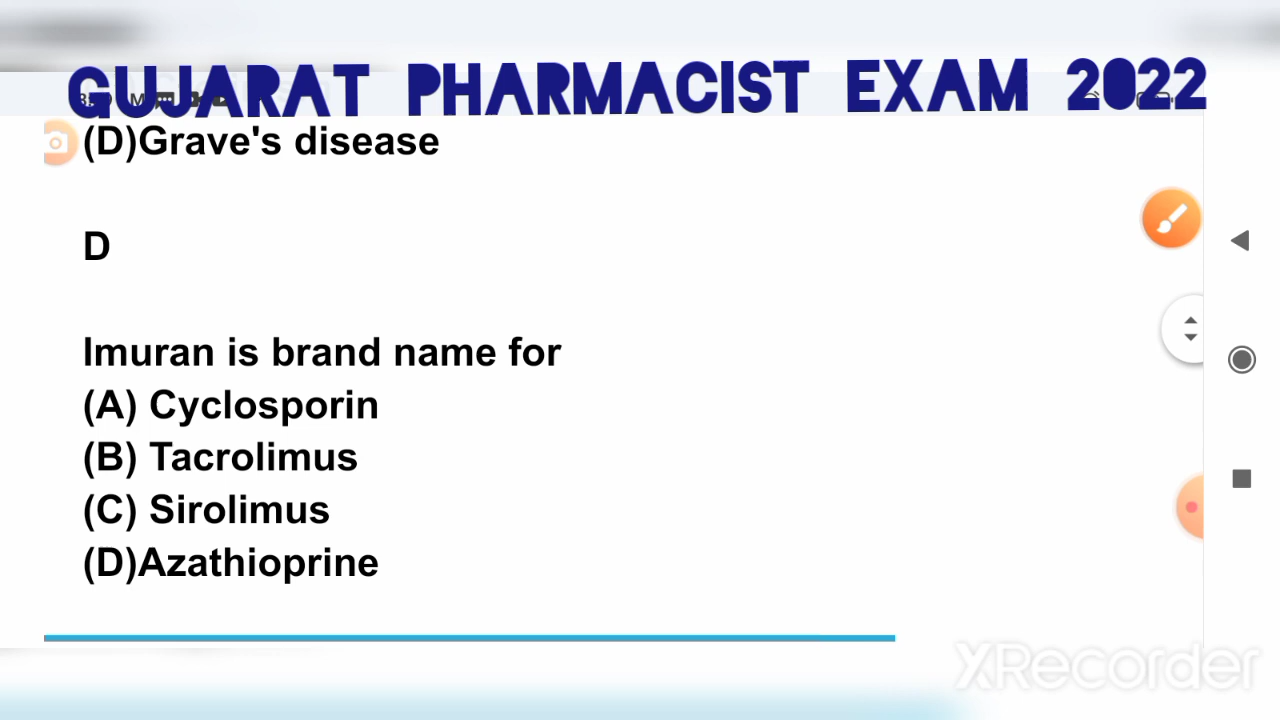 GUJARAT PHARMACIST EXAM 2022
(D)Grave's disease
D
Imuran is brand name for
(A) Cyclosporin
(B) Tacrolimus
(C) Sirolimus
(D)Azathioprine
XRecorder